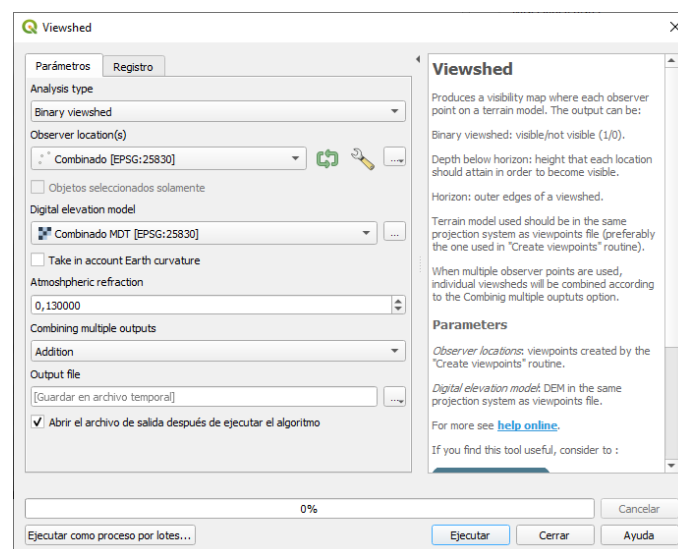 Viewshed
Parámetros
Registro
Analysis type
Binary viewshed
Observer location(s)
Combinado [EPSG:25830]
...
Objetos seleccionados solamente
Digital elevation model
Combinado MDT [EPSG:25830]
...
Take in account Earth curvature
Atmoshpheric refraction
0,130000
Combining multiple outputs
Addition
Output file
[Guardar en archivo temporal]
...
Abrir el archivo de salida después de ejecutar el algoritmo
Viewshed
Produces a visibility map where each observer
point on a terrain model. The output can be:
Binary viewshed: visible/not visible (1/0).
Depth below horizon: height that each location
should attain in order to become visible.
Horizon: outer edges of a viewshed.
Terrain model used should be in the same
projection system as viewpoints file (preferably
the one used in "Create viewpoints" routine).
When multiple observer points are used,
individual viewsheds will be combined according
to the Combinig multiple ouptuts option.
Parameters
Observer locations: viewpoints created by the
"Create viewpoints" routine.
Digital elevation model: DEM in the same
projection system as viewpoints file.
For more see help online.
If you find this tool useful, consider to :
0%
Cancelar
Ejecutar como proceso por lotes...
Ejecutar
Cerrar
Ayuda